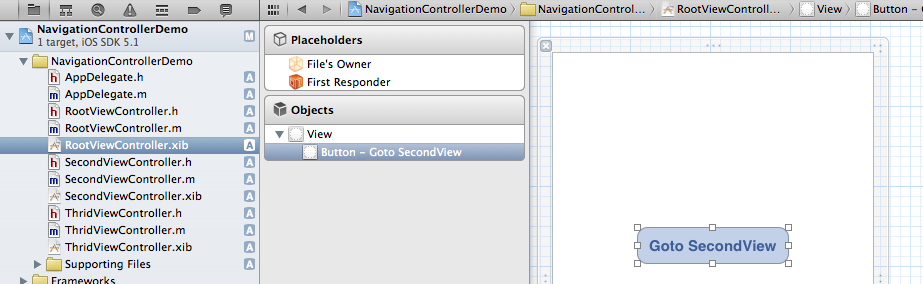 NavigationControllerDemo
1 target, iOS SDK 5.1
M
NavigationControllerDemo
h AppDelegate.h A
m AppDelegate.m A
h RootViewController.h A
m RootViewController.m A
RootViewController.xib A
h SecondViewController.h A
m SecondViewController.m A
SecondViewController.xib A
h ThridViewController.h A
m ThridViewController.m A
ThridViewController.xib A
Supporting Files
Frameworks
NavigationControllerDemo NavigationControl... RootViewControll... View Button –
Placeholders
File's Owner
First Responder
Objects
View
Button – Goto SecondView
Goto SecondView